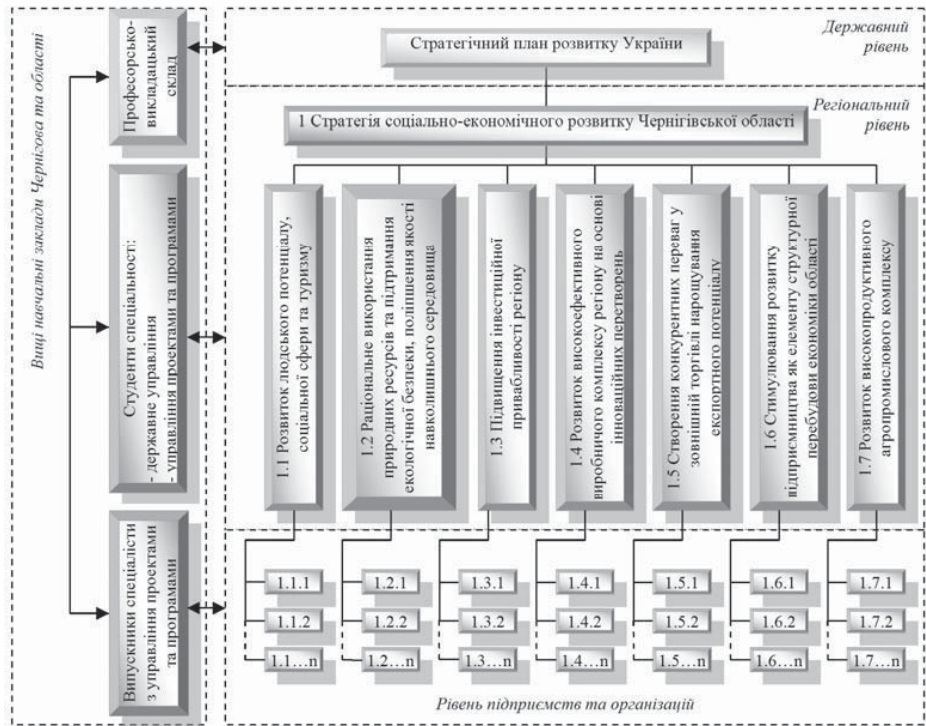 Вищі навчальні заклади Чернігова та області
Професорсько-
викладацький
склад
Студенти спеціальност:
- державне управління
- управління проектами та програмами
Випускники спеціалісти
з управління проектами
та програмами
Державний
рівень
Стратегічний план розвитку України
Регіональний
рівень
1 Стратегія соціально-економічного розвитку Чернігівської області
1.1 Розвиток людського потенціалу,
соціальної сфери та туризму
1.2 Раціональне використання
природних ресурсів та підтримання
екологічної безпеки, поліпшення якості
навколишнього середовища
1.3 Підвищення інвестиційної
привабливості регіону
1.4 Розвиток високоефективного
виробничого комплексу регіону на основі
інноваційних перетворень
1.5 Створення конкурентних переваг у
зовнішній торгівлі нарощування
експортного потенціалу
1.6 Стимулювання розвитку
підприємництва як елементу структурної
перебудови економіки області
1.7 Розвиток високопродуктивного
агропромислового комплексу
1.1.1 1.2.1 1.3.1 1.4.1 1.5.1 1.6.1 1.7.1
1.1.2 1.2.2 1.3.2 1.4.2 1.5.2 1.6.2 1.7.2
1.1…n 1.2…n 1.3…n 1.4…n 1.5…n 1.6…n 1.7…n
Рівень підприємств та організацій